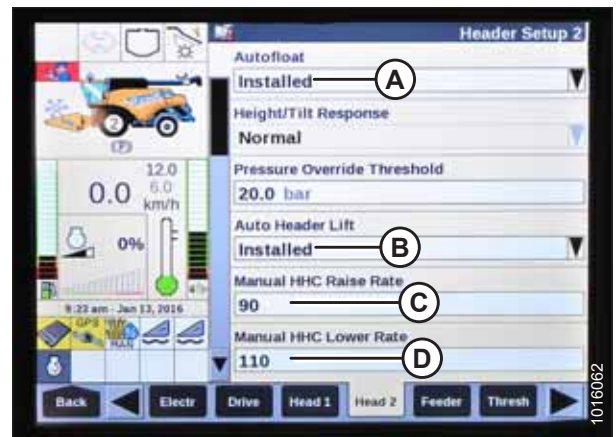 Header Setup 2
Autofloat
Installed
A
Height/Tilt Response
Normal
Pressure Override Threshold
20.0 bar
Auto Header Lift
Installed
B
Manual HHC Raise Rate
90
C
Manual HHC Lower Rate
110
D
2
(P)
12.0
0.0
6.0
km/h
0%
9:23 am - Jan 13, 2016
GPS
Back
Electr
Drive
Head 1
Head 2
Feeder
Thresh
1016062